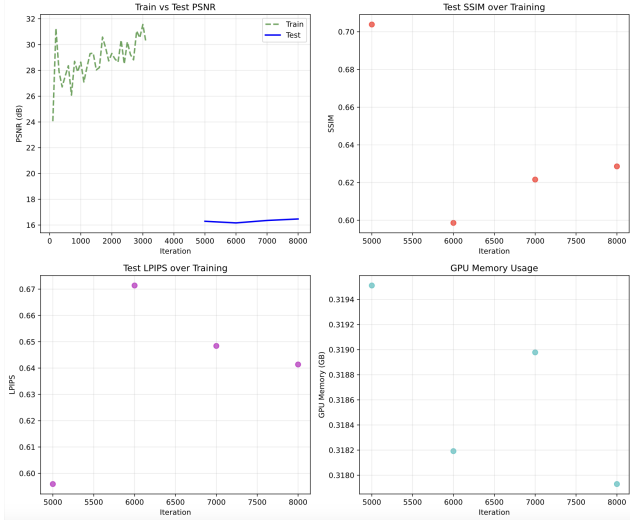 Train vs Test PSNR
Train
Test
PSNR (dB)
32
30
28
26
24
22
20
18
16
0 1000 2000 3000 4000 5000 6000 7000 8000
Iteration
Test SSIM over Training
SSIM
0.70
0.68
0.66
0.64
0.62
0.60
5000 5500 6000 6500 7000 7500 8000
Iteration
Test LPIPS over Training
LPIPS
0.67
0.66
0.65
0.64
0.63
0.62
0.61
0.60
5000 5500 6000 6500 7000 7500 8000
Iteration
GPU Memory Usage
GPU Memory (GB)
0.3194
0.3192
0.3190
0.3188
0.3186
0.3184
0.3182
0.3180
5000 5500 6000 6500 7000 7500 8000
Iteration